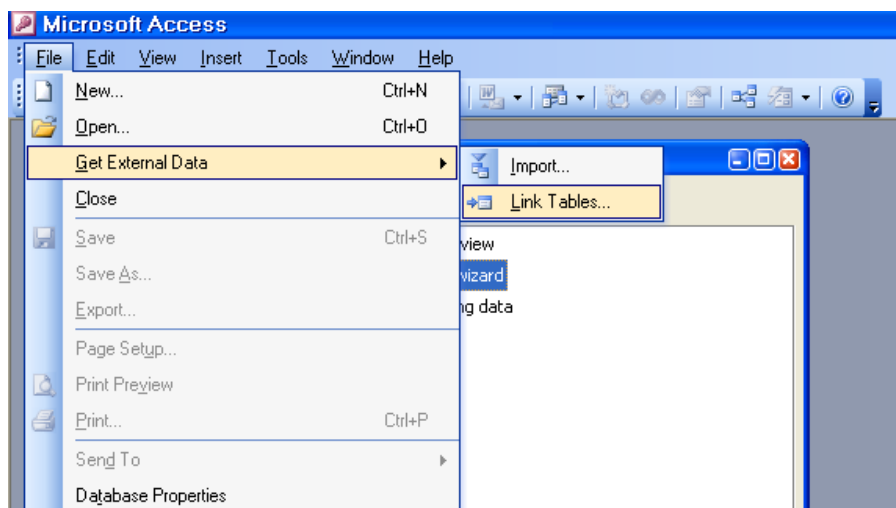 Microsoft Access
File Edit View Insert Tools Window Help
New... Ctrl+N
Open... Ctrl+O
Get External Data
Import...
Close
Link Tables...
Save Ctrl+S
view
Save As...
wizard
Export...
ng data
Page Setup...
Print Preview
Print... Ctrl+P
Send To
Database Properties